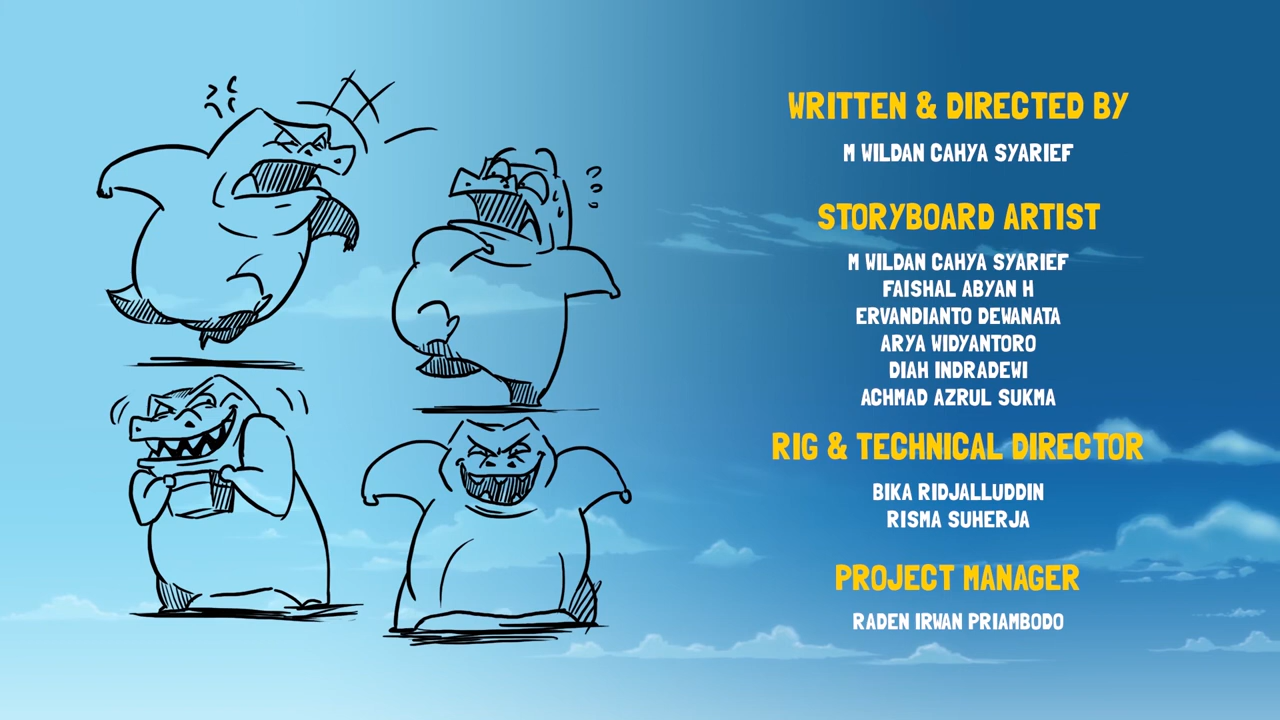 WRITTEN & DIRECTED BY
M WILDAN CAHYA SYARIEF
STORYBOARD ARTIST
M WILDAN CAHYA SYARIEF
FAISHAL ABYAN H
ERVANDIANTO DEWANATA
ARYA WIDYANTORO
DIAH INDRADEWI
ACHMAD AZRUL SUKMA
RIG & TECHNICAL DIRECTOR
BIKA RIDJALLUDDIN
RISMA SUHERJA
PROJECT MANAGER
RADEN IRWAN PRIAMBODO